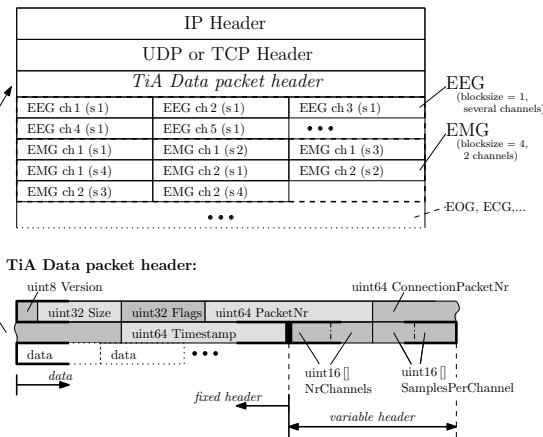 IP Header
UDP or TCP Header
TiA Data packet header
EEG ch 1 (s 1) EEG ch 2 (s 1) EEG ch 3 (s 1)
EEG
(blocksize = 1,
several channels)
EEG ch 4 (s 1) EEG ch 5 (s 1) •••
EMG ch 1 (s 1) EMG ch 1 (s 2) EMG ch 1 (s 3)
EMG
(blocksize = 4,
2 channels)
EMG ch 1 (s 4) EMG ch 2 (s 1) EMG ch 2 (s 2)
EMG ch 2 (s 3) EMG ch 2 (s 4)
••• EOG, ECG,...
TiA Data packet header:
uint8 Version uint64 ConnectionPacketNr
uint32 Size uint32 Flags uint64 PacketNr
uint64 Timestamp
data data •••
uint16 []
NrChannels
uint16 []
SamplesPerChannel
data
fixed header
variable header